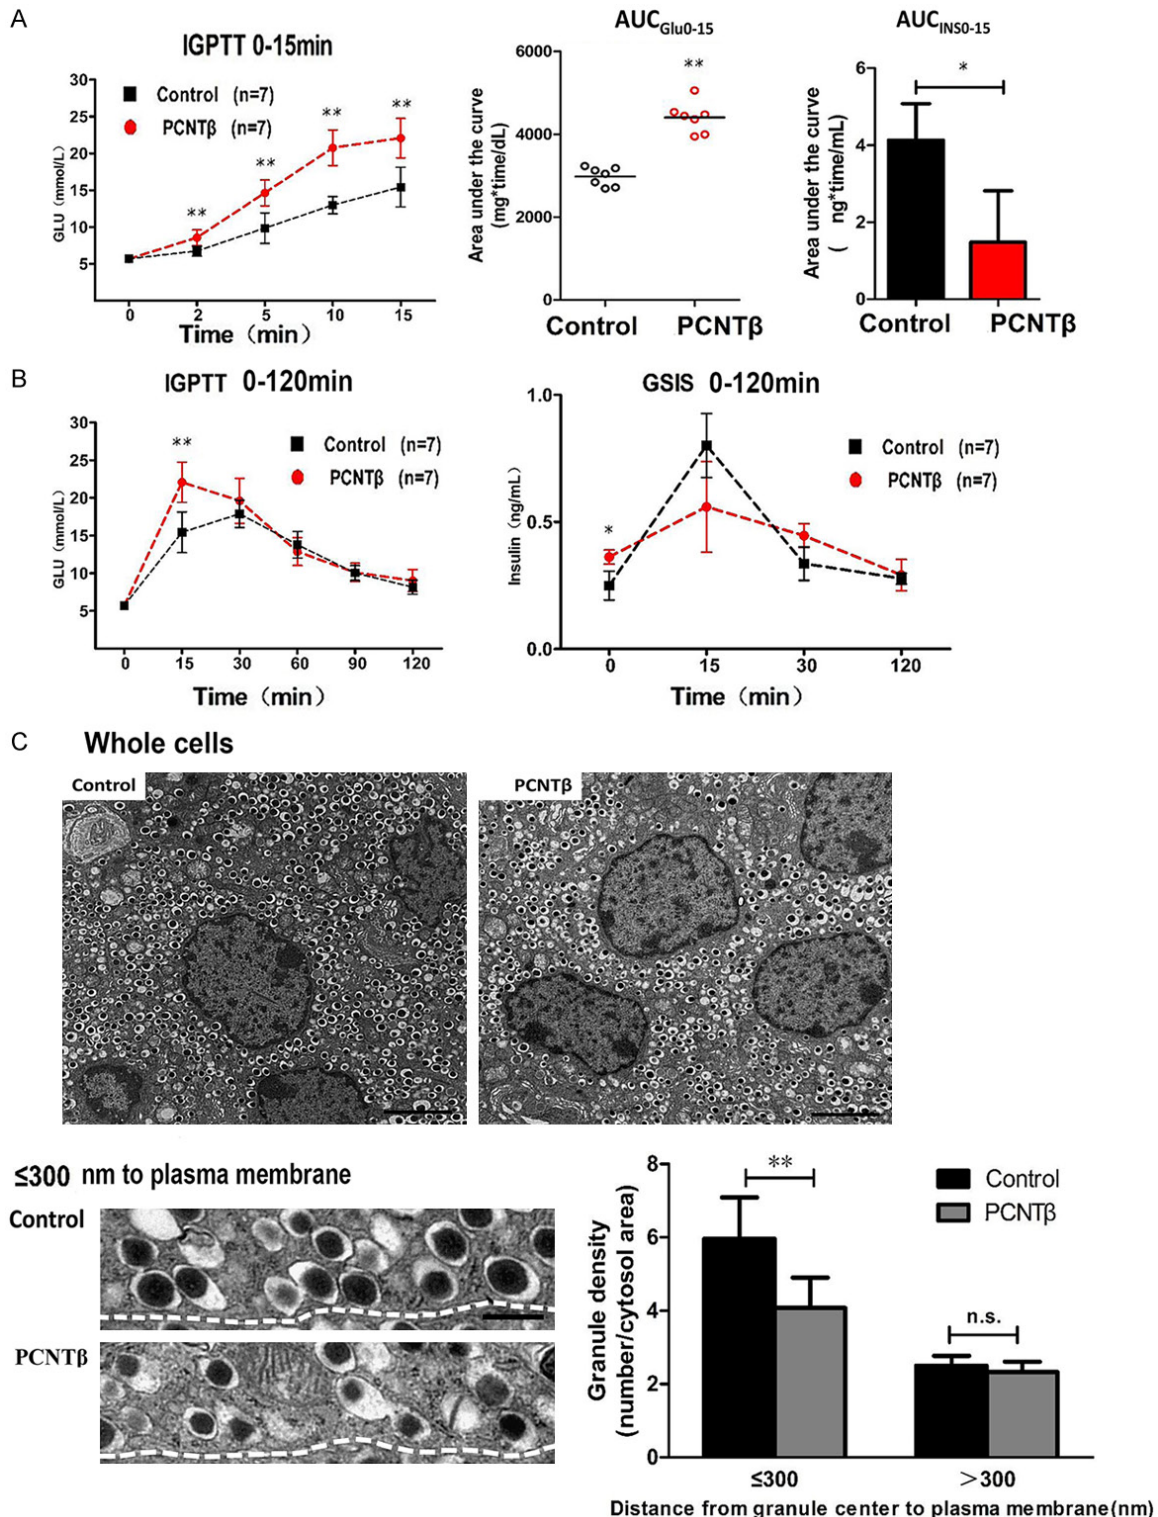 A
IGPTT 0-15min
Control (n=7)
PCNTβ (n=7)
GLU (mmol/L)
30
25
20
15
10
5
**
**
**
**
0 2 5 10 15
Time (min)
AUCGlu0-15
Area under the curve
(mg*time/dL)
6000
4000
2000
0
**
Control PCNTβ
AUCINS0-15
Area under the curve
( ng*time/mL)
6
4
2
0
*
Control PCNTβ
B
IGPTT 0-120min
Control (n=7)
PCNTβ (n=7)
GLU (mmol/L)
30
25
20
15
10
5
**
0 15 30 60 90 120
Time (min)
GSIS 0-120min
Control (n=7)
PCNTβ (n=7)
Insulin (ng/mL)
1.0
0.5
0.0
*
0 15 30 120
Time (min)
C
Whole cells
Control
PCNTβ
≤300 nm to plasma membrane
Control
PCNTβ
Granule density
(number/cytosol area)
8
6
4
2
0
**
n.s.
Control
PCNTβ
≤300 >300
Distance from granule center to plasma membrane(nm)